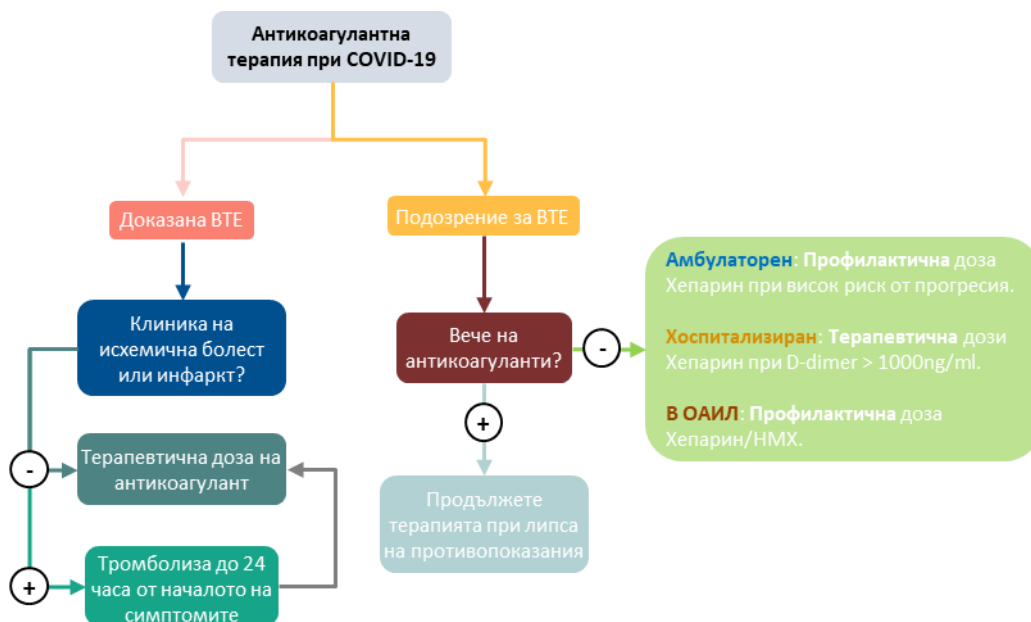 Антикоагулантна
терапия при COVID-19
Доказана ВТЕ
Подозрение за ВТЕ
Клиника на
исхемична болест
или инфаркт?
Вече на
антикоагуланти?
-
Амбулаторен: Профилактична доза
Хепарин при висок риск от прогресия.
Хоспитализиран: Терапевтична дози
Хепарин при D-dimer > 1000ng/ml.
В ОАИЛ: Профилактична доза
Хепарин/НМХ.
+
-
Терапевтична доза на
антикоагулант
Продължете
терапията при липса
на противопоказания
+
Тромболиза до 24
часа от началото на
симптомите